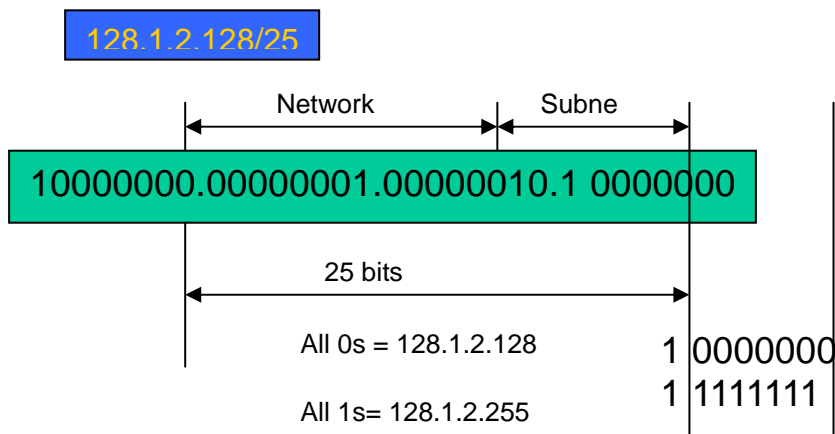 128.1.2.128/25
Network Subne
10000000.00000001.00000010.1 0000000
25 bits
All 0s = 128.1.2.128
1 0000000
1 1111111
All 1s= 128.1.2.255